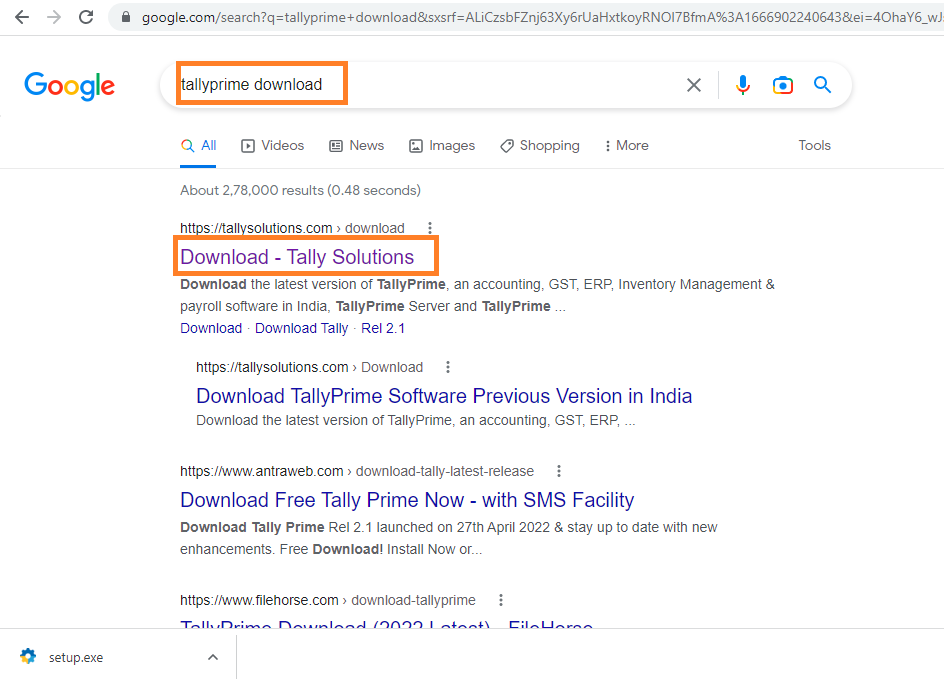 google.com/search?q=tallyprime+download&sxsrf=ALiCzsbFZnj63Xy6rUaHxtkoyRNOI7BfmA%3A1666902240643&ei=4OhaY6_wJ
Google
tallyprime download
All Videos News Images Shopping More Tools
About 2,78,000 results (0.48 seconds)
https://tallysolutions.com › download
Download - Tally Solutions
Download the latest version of TallyPrime, an accounting, GST, ERP, Inventory Management &
payroll software in India, TallyPrime Server and TallyPrime ...
Download · Download Tally · Rel 2.1
https://tallysolutions.com › Download
Download TallyPrime Software Previous Version in India
Download the latest version of TallyPrime, an accounting, GST, ERP, ...
https://www.antraweb.com › download-tally-latest-release
Download Free Tally Prime Now - with SMS Facility
Download Tally Prime Rel 2.1 launched on 27th April 2022 & stay up to date with new
enhancements. Free Download! Install Now or...
https://www.filehorse.com › download-tallyprime
TallyPrime Download (2022 Latest) - FileHorse
setup.exe